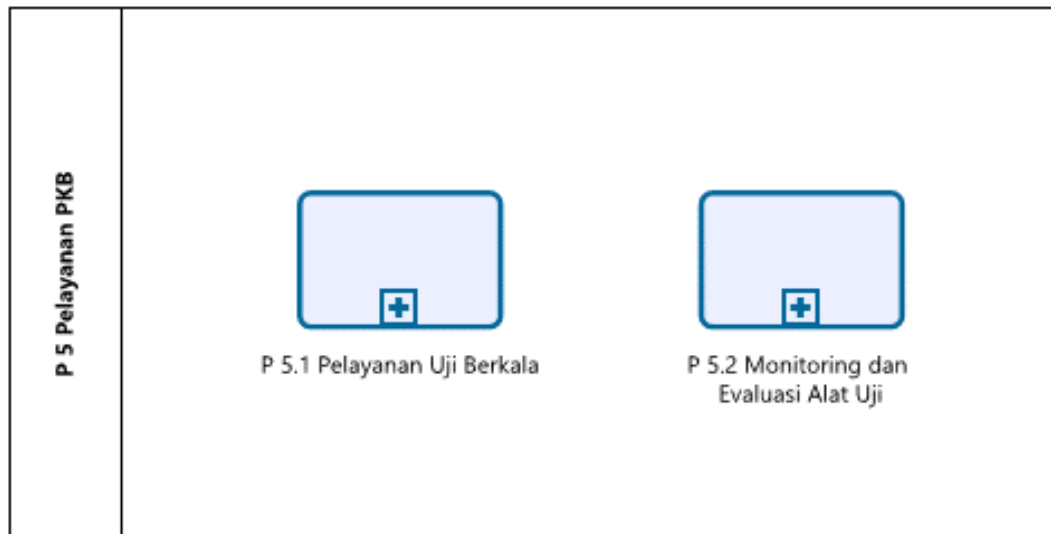 P 5 Pelayanan PKB
P 5.1 Pelayanan Uji Berkala
P 5.2 Monitoring dan
Evaluasi Alat Uji